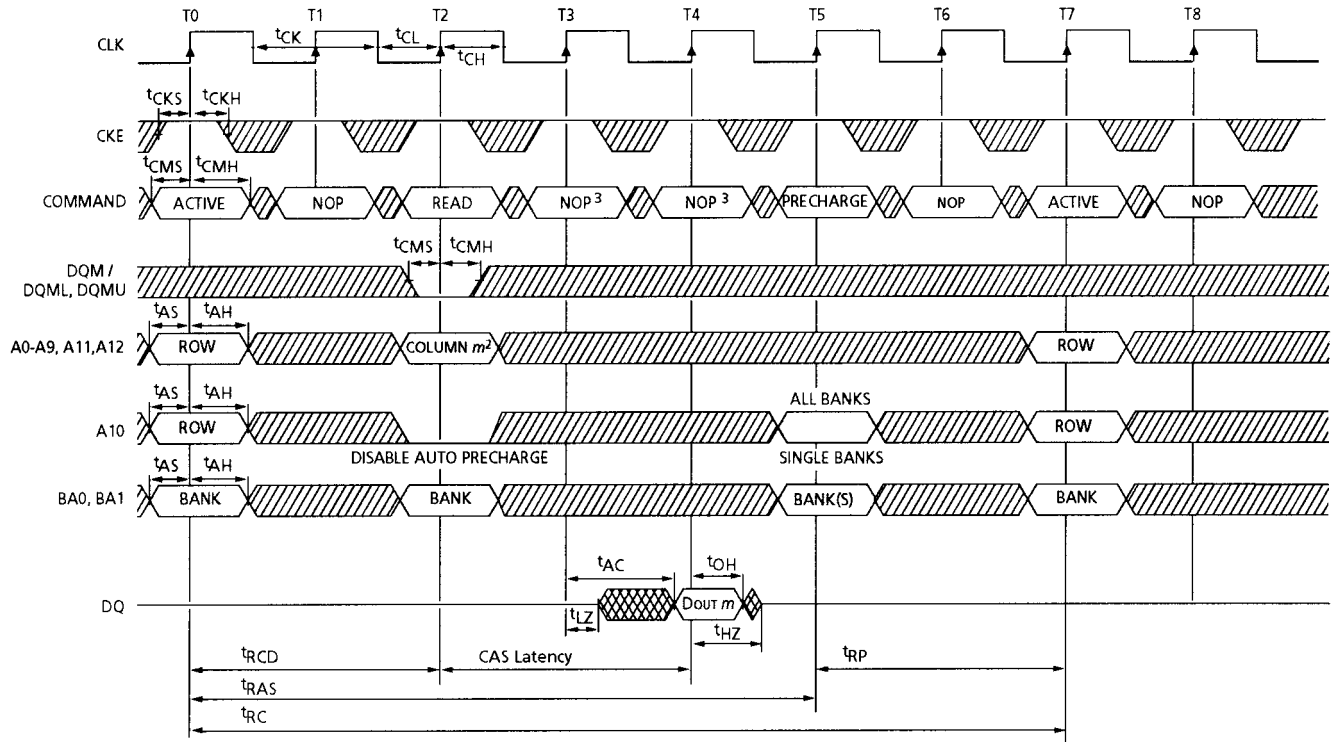 T0 T1 T2 T3 T4 T5 T6 T7 T8
CLK
tCK tCL
tCH
tCKS tCKH
CKE
tCMS tCMH
COMMAND ACTIVE NOP READ NOP 3 NOP 3 PRECHARGE NOP ACTIVE NOP
tCMS tCMH
DQM /
DQML, DQMU
tAS tAH
A0-A9, A11,A12 ROW COLUMN m2 ROW
tAS tAH ALL BANKS
A10 ROW ROW
DISABLE AUTO PRECHARGE SINGLE BANKS
tAS tAH
BA0, BA1 BANK BANK BANK(S) BANK
tAC tOH
DQ DOUT m
tLZ tHZ
tRCD CAS Latency tRP
tRAS
tRC